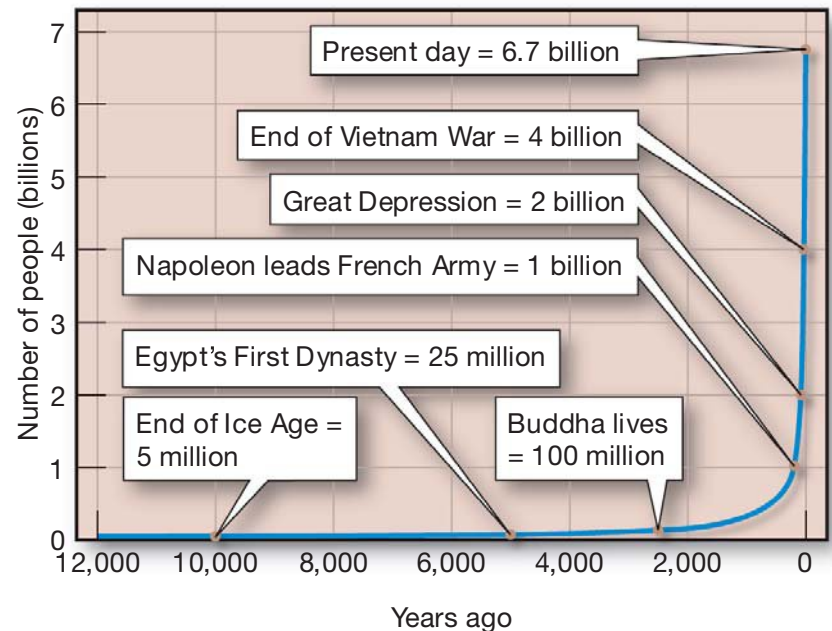 Number of people (billions)
7
6
5
4
3
2
1
0
Present day = 6.7 billion
End of Vietnam War = 4 billion
Great Depression = 2 billion
Napoleon leads French Army = 1 billion
Egypt’s First Dynasty = 25 million
End of Ice Age =
5 million
Buddha lives
= 100 million
12,000 10,000 8,000 6,000 4,000 2,000 0
Years ago